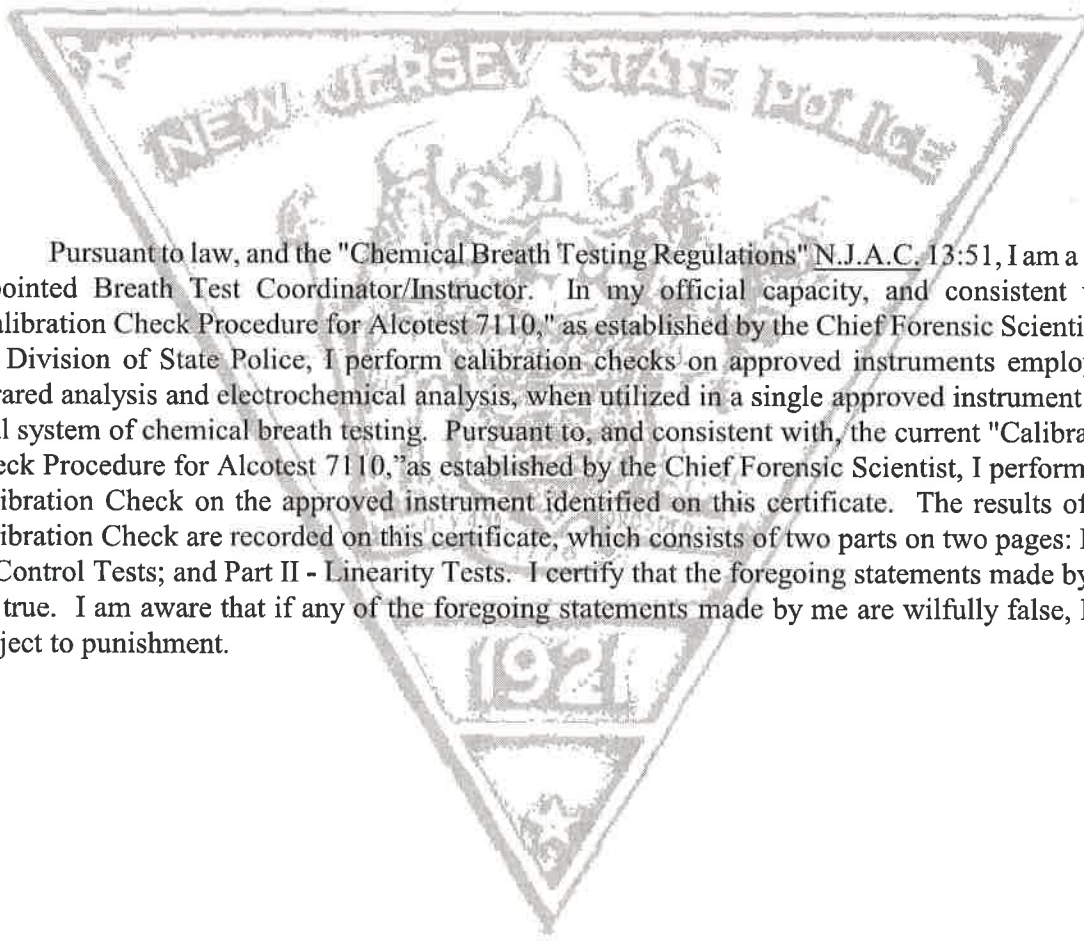 NEW JERSEY STATE POLICE
Pursuant to law, and the "Chemical Breath Testing Regulations" N.J.A.C. 13:51, I am a
pointed Breath Test Coordinator/Instructor. In my official capacity, and consistent
alibration Check Procedure for Alcotest 7110," as established by the Chief Forensic Scienti
Division of State Police, I perform calibration checks on approved instruments employ
rared analysis and electrochemical analysis, when utilized in a single approved instrument
l system of chemical breath testing. Pursuant to, and consistent with, the current "Calibra
eck Procedure for Alcotest 7110,"as established by the Chief Forensic Scientist, I perform
ibration Check on the approved instrument identified on this certificate. The results of
ibration Check are recorded on this certificate, which consists of two parts on two pages:
Control Tests; and Part II - Linearity Tests. I certify that the foregoing statements made by
true. I am aware that if any of the foregoing statements made by me are wilfully false,
ject to punishment.
1921